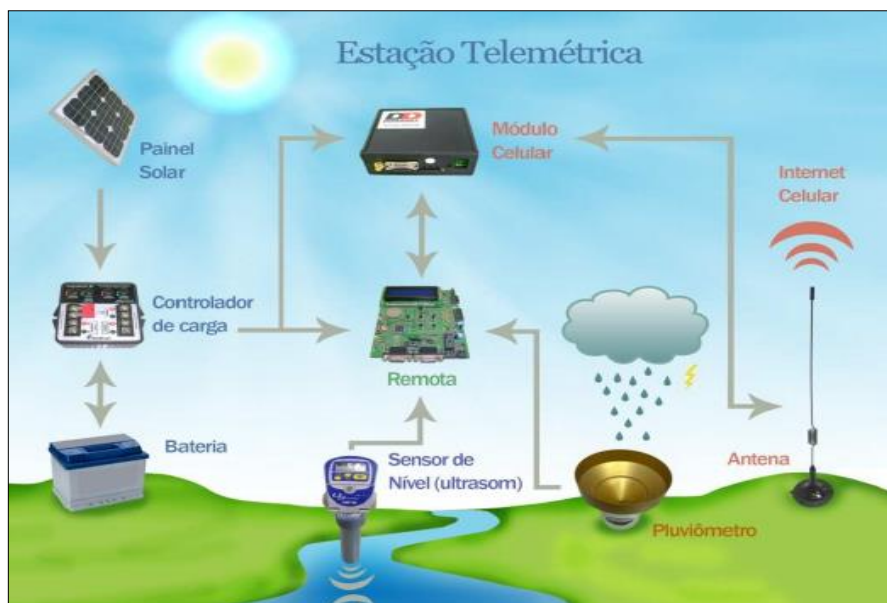 Estação Telemétrica
Painel
Solar
Módulo
Celular
Internet
Celular
Controlador
de carga
Remota
Bateria
Sensor de
Nível (ultrasom)
Antena
Pluviômetro